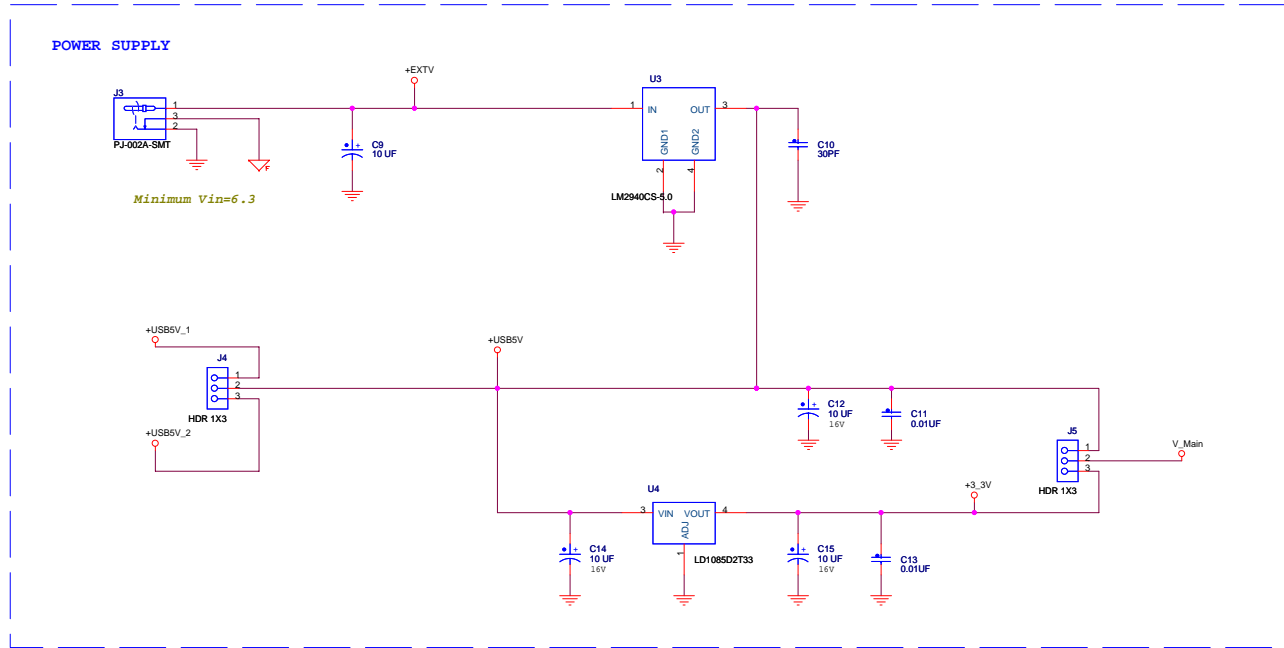 POWER SUPPLY
+EXTV
J3
1
3
2
PJ-002A-SMT
F
Minimum Vin=6.3
+
C9
10 UF
U3
1
IN
OUT
3
GND1
GND2
2
4
LM2940CS-5.0
C10
30PF
+USB5V_1
J4
1
2
3
HDR 1X3
+USB5V_2
+USB5V
+
C12
10 UF
16V
C11
0.01UF
J5
1
2
3
HDR 1X3
V_Main
+3_3V
U4
3
VIN
VOUT
4
ADJ
1
LD1085D2T33
+
C14
10 UF
16V
+
C15
10 UF
16V
C13
0.01UF